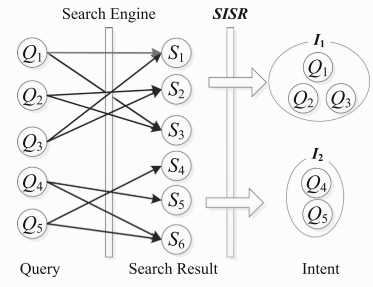 Search Engine SISR
Q1 S1 I1
Q1
Q2 S2
Q2 Q3
Q3 S3
S4 I2
Q4 Q4
S5
Q5 Q5
S6
Query Search Result Intent